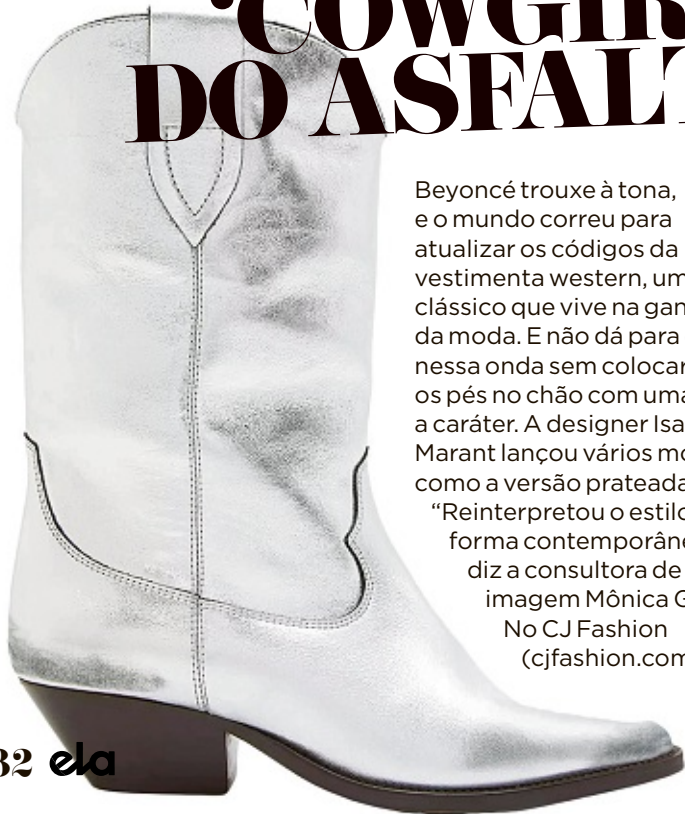 ‘COWGIR
DO ASFALT
Beyoncé trouxe à tona,
e o mundo correu para
atualizar os códigos da
vestimenta western, um
clássico que vive na gan
da moda. E não dá para
nessa onda sem colocar
os pés no chão com uma
a caráter. A designer Isa
Marant lançou vários mo
como a versão prateada
“Reinterpretou o estilo
forma contemporâne
diz a consultora de
imagem Mônica G
No CJ Fashion
(cjfashion.com
32 ela